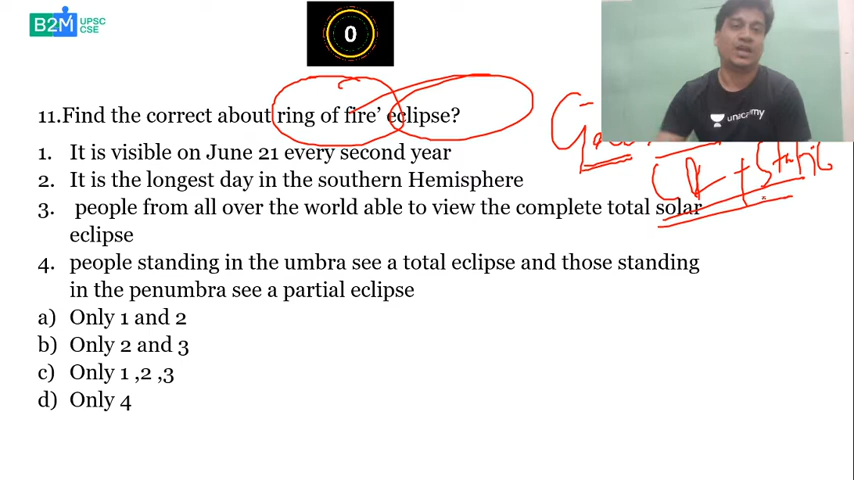 B2M UPSC
CSE
0
unacademy
11.Find the correct about ring of fire' eclipse?
1. It is visible on June 21 every second year
2. It is the longest day in the southern Hemisphere
3. people from all over the world able to view the complete total solar
eclipse
4. people standing in the umbra see a total eclipse and those standing
in the penumbra see a partial eclipse
a) Only 1 and 2
b) Only 2 and 3
c) Only 1 ,2 ,3
d) Only 4
+ Static